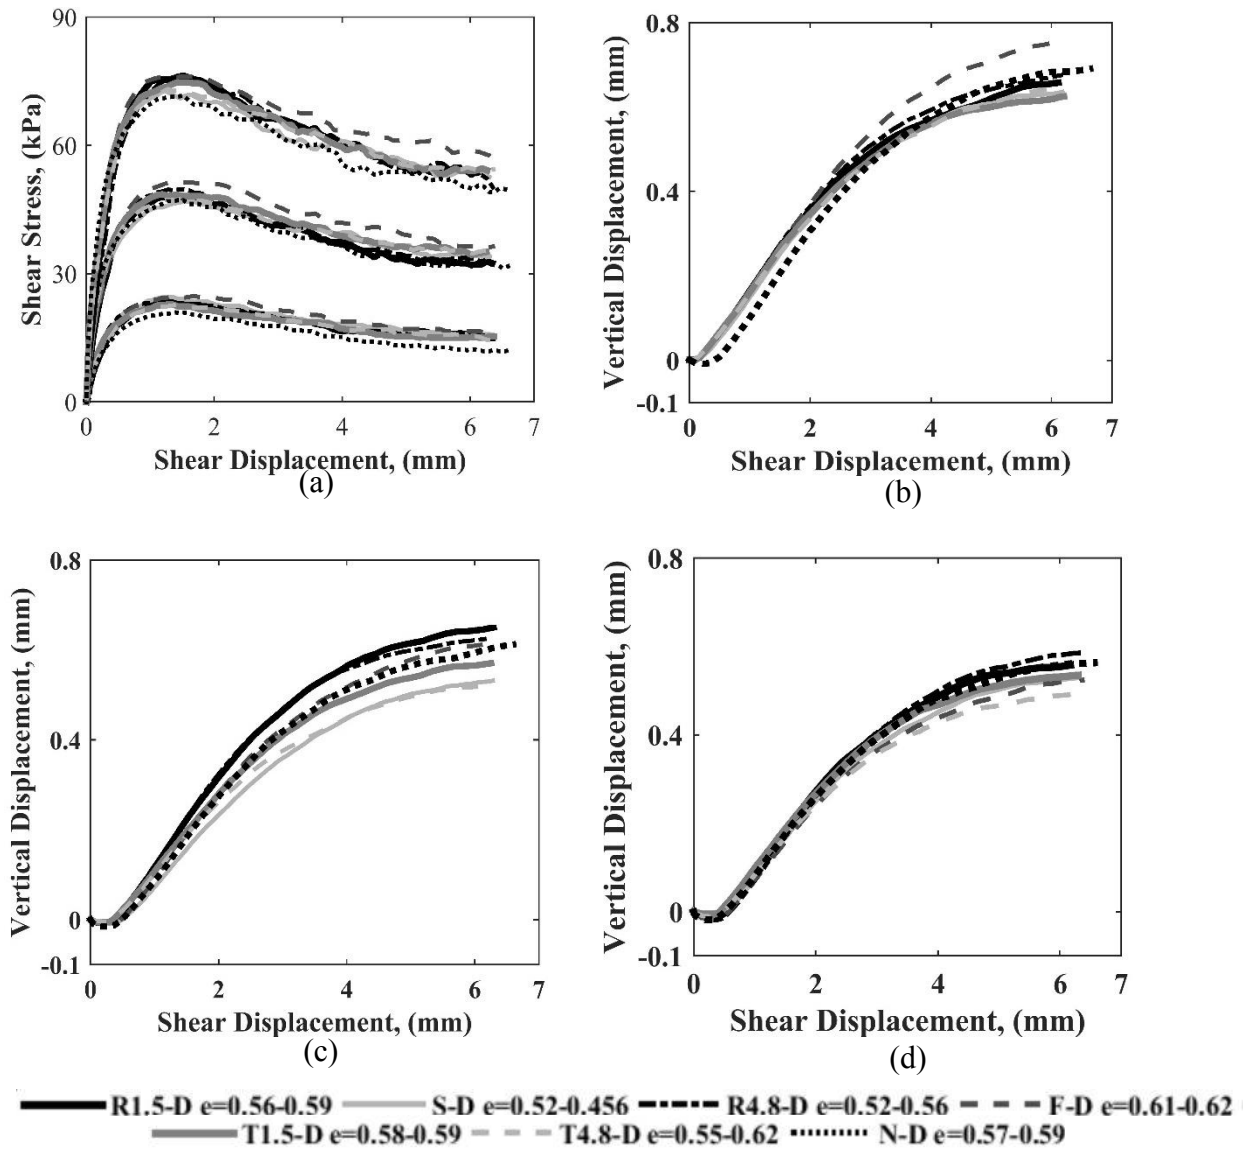 90
60
30
0
0 2 4 6 7
Shear Stress, (kPa)
Shear Displacement, (mm)
(a)
0.8
0.4
0
-0.1
0 2 4 6 7
Vertical Displacement, (mm)
Shear Displacement, (mm)
(b)
0.8
0.4
0
-0.1
0 2 4 6 7
Vertical Displacement, (mm)
Shear Displacement, (mm)
(c)
0.8
0.4
0
-0.1
0 2 4 6 7
Vertical Displacement, (mm)
Shear Displacement, (mm)
(d)
R1.5-D e=0.56-0.59 S-D e=0.52-0.456 R4.8-D e=0.52-0.56 F-D e=0.61-0.62
T1.5-D e=0.58-0.59 T4.8-D e=0.55-0.62 N-D e=0.57-0.59